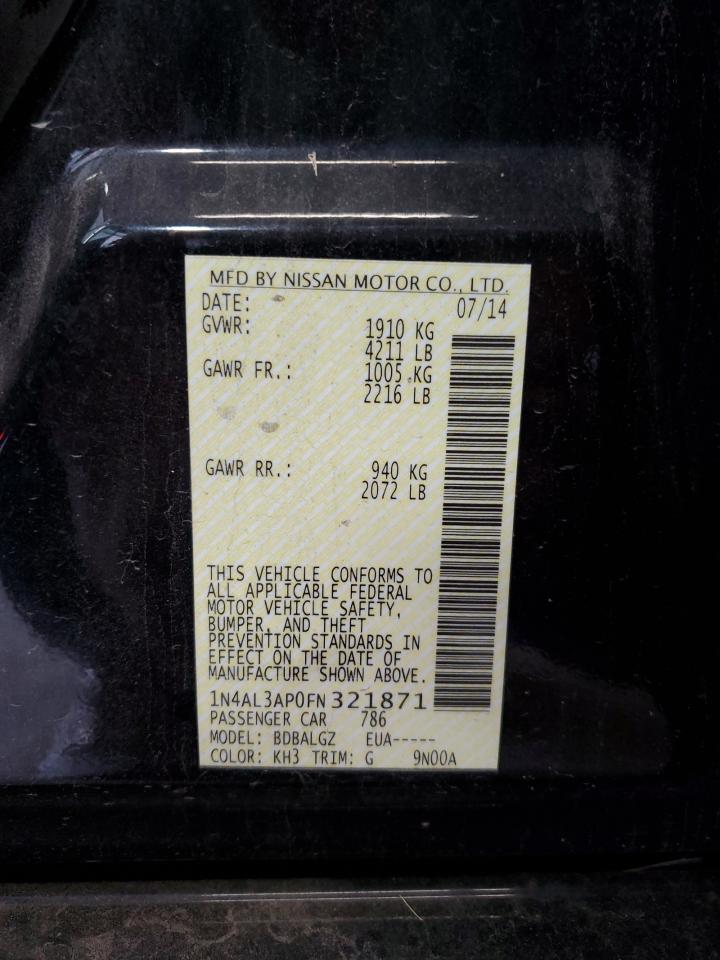 MFD BY NISSAN MOTOR CO., LTD.
DATE: 07/14
GVWR: 1910 KG
4211 LB
GAWR FR.: 1005 KG
2216 LB
GAWR RR.: 940 KG
2072 LB
THIS VEHICLE CONFORMS TO
ALL APPLICABLE FEDERAL
MOTOR VEHICLE SAFETY,
BUMPER, AND THEFT
PREVENTION STANDARDS IN
EFFECT ON THE DATE OF
MANUFACTURE SHOWN ABOVE.
1N4AL3AP0FN321871
PASSENGER CAR 786
MODEL: BDBALGZ EUA-----
COLOR: KH3 TRIM: G 9N00A